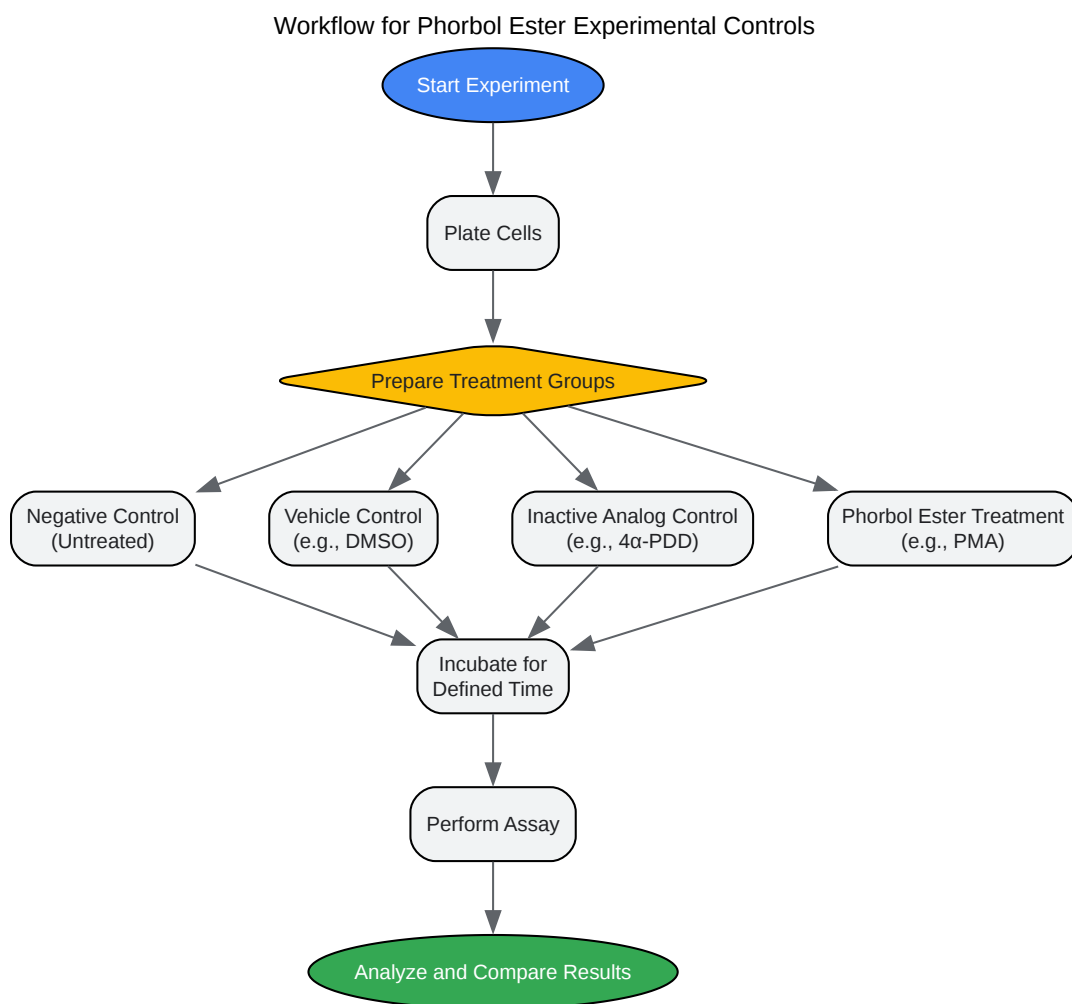 Workflow for Phorbol Ester Experimental Controls
Start Experiment
Plate Cells
Prepare Treatment Groups
Negative Control
(Untreated)
Vehicle Control
(e.g., DMSO)
Inactive Analog Control
(e.g., 4α-PDD)
Phorbol Ester Treatment
(e.g., PMA)
Incubate for
Defined Time
Perform Assay
Analyze and Compare Results